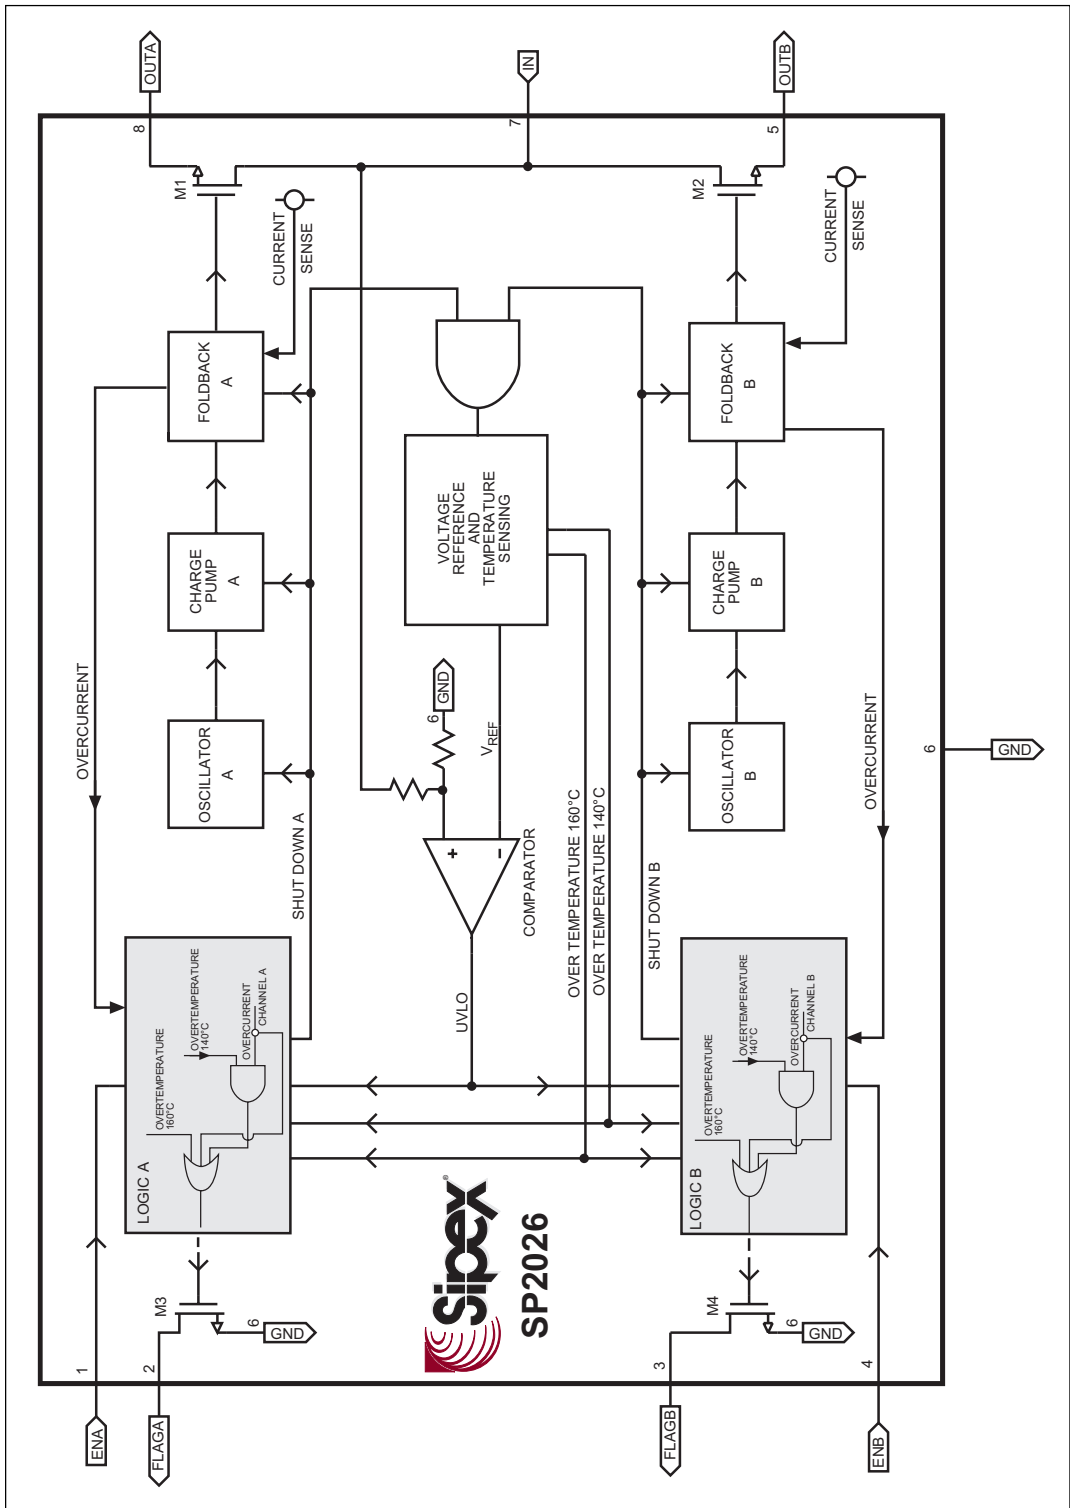 ENA
1
FLAGA
2
M3
6
GND
LOGIC A
OVERTEMPERATURE
160°C
OVERTEMPERATURE
140°C
OVERCURRENT
CHANNEL A
OVERCURRENT
SHUT DOWN A
OSCILLATOR
A
CHARGE
PUMP
A
FOLDBACK
A
CURRENT
SENSE
M1
8
OUTA
Sipex®
SP2026
UVLO
COMPARATOR
+
−
6
GND
VREF
VOLTAGE
REFERENCE
AND
TEMPERATURE
SENSING
7
IN
OVER TEMPERATURE 160°C
OVER TEMPERATURE 140°C
FLAGB
3
M4
6
GND
ENB
4
LOGIC B
OVERTEMPERATURE
160°C
OVERTEMPERATURE
140°C
OVERCURRENT
CHANNEL B
SHUT DOWN B
OSCILLATOR
B
CHARGE
PUMP
B
FOLDBACK
B
CURRENT
SENSE
M2
5
OUTB
OVERCURRENT
6
GND